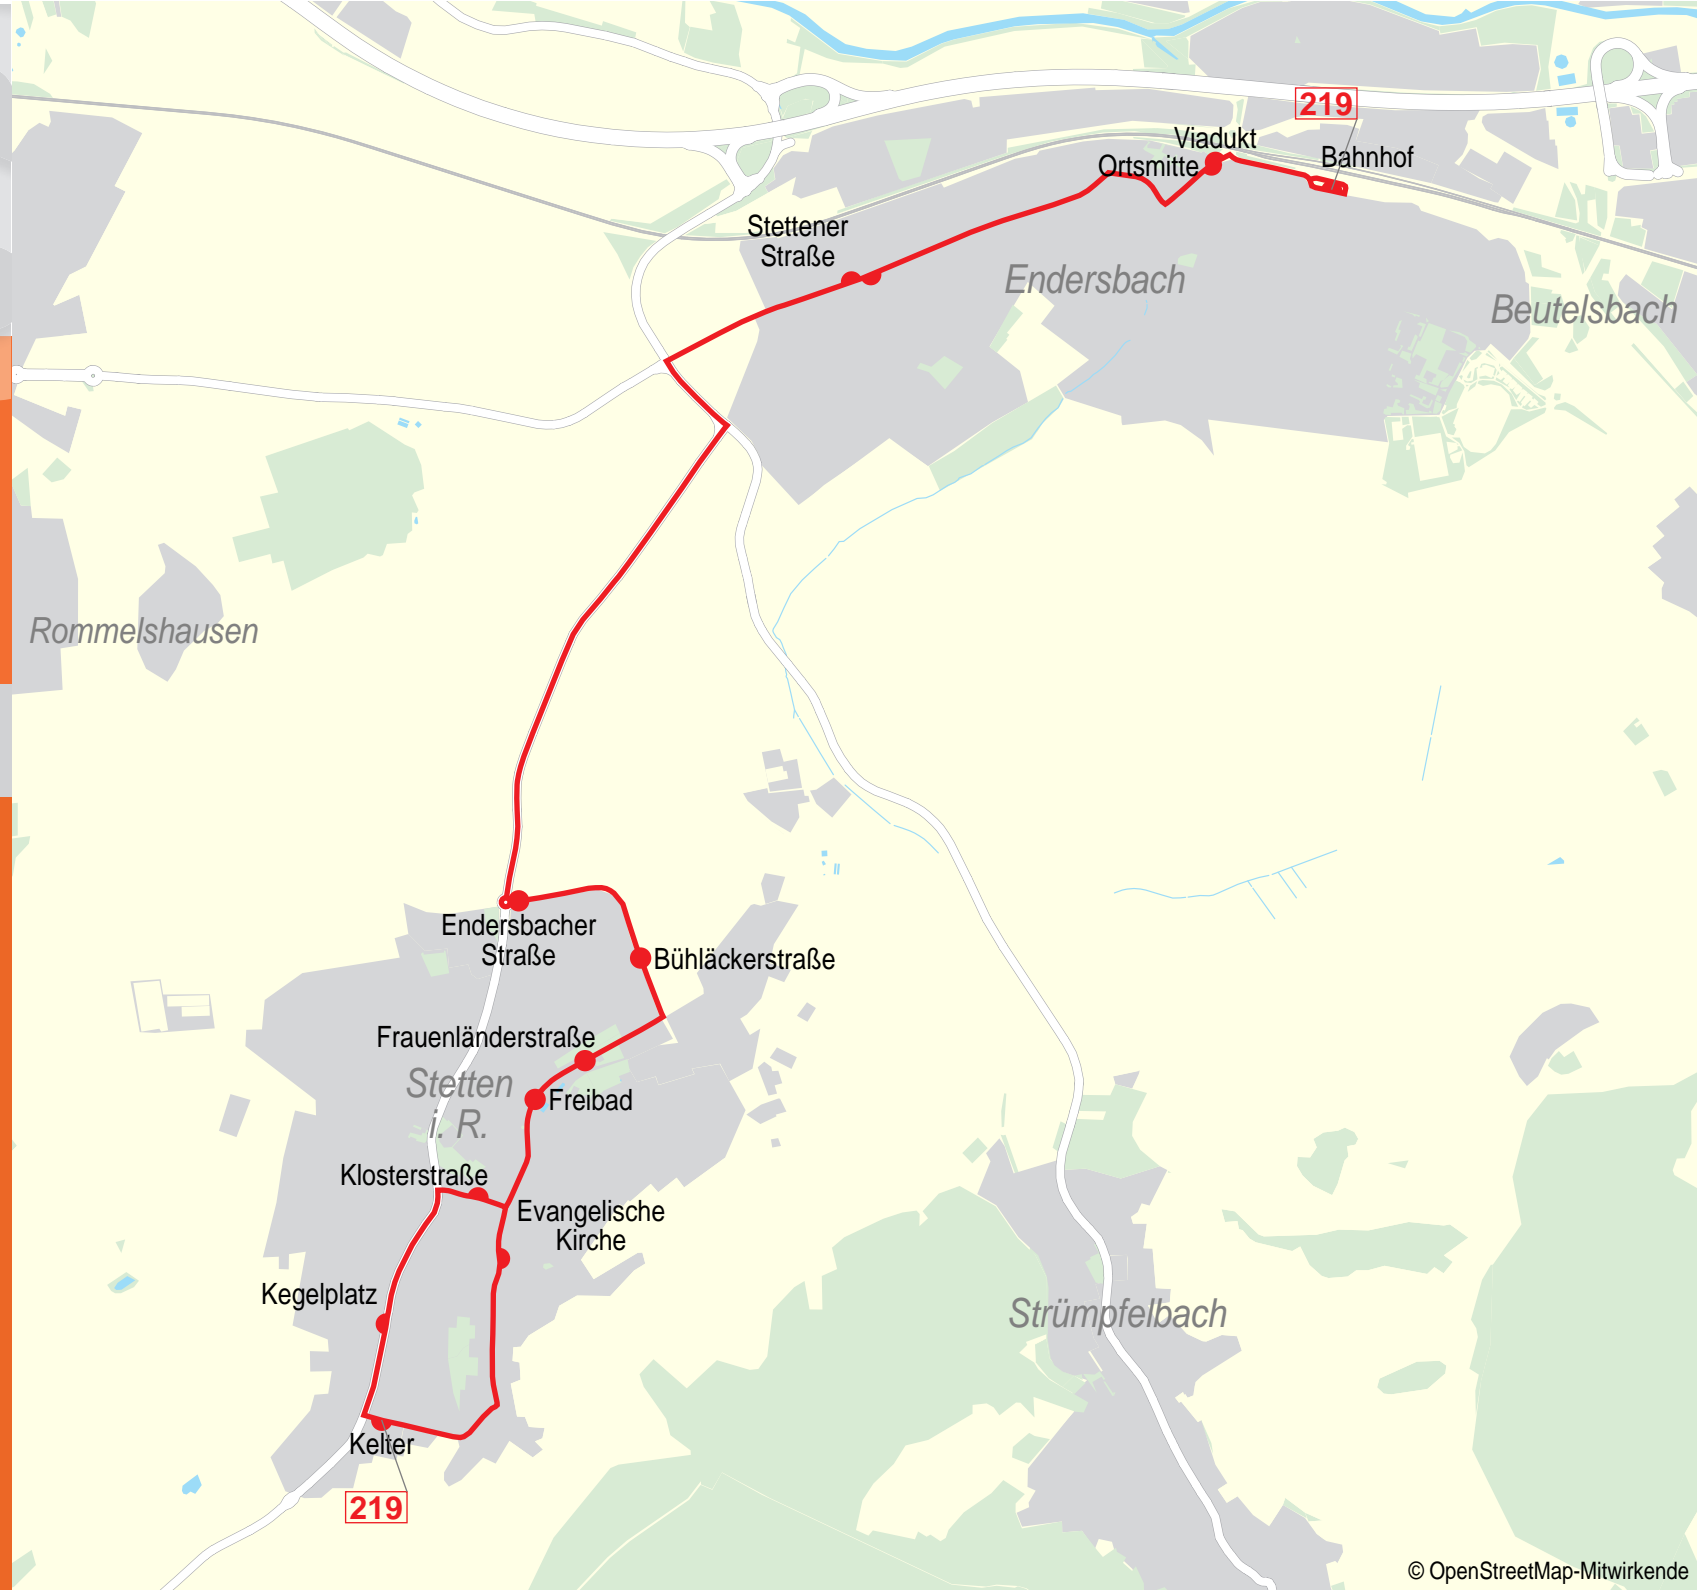 219
Viadukt
Ortsmitte
Bahnhof
Stettener
Straße
Endersbach
Beutelsbach
Rommelshausen
Endersbacher
Straße
Bühläckerstraße
Frauenländerstraße
Stetten
i. R.
Freibad
Klosterstraße
Evangelische
Kirche
Kegelplatz
Strümpfelbach
Kelter
219
© OpenStreetMap-Mitwirkende